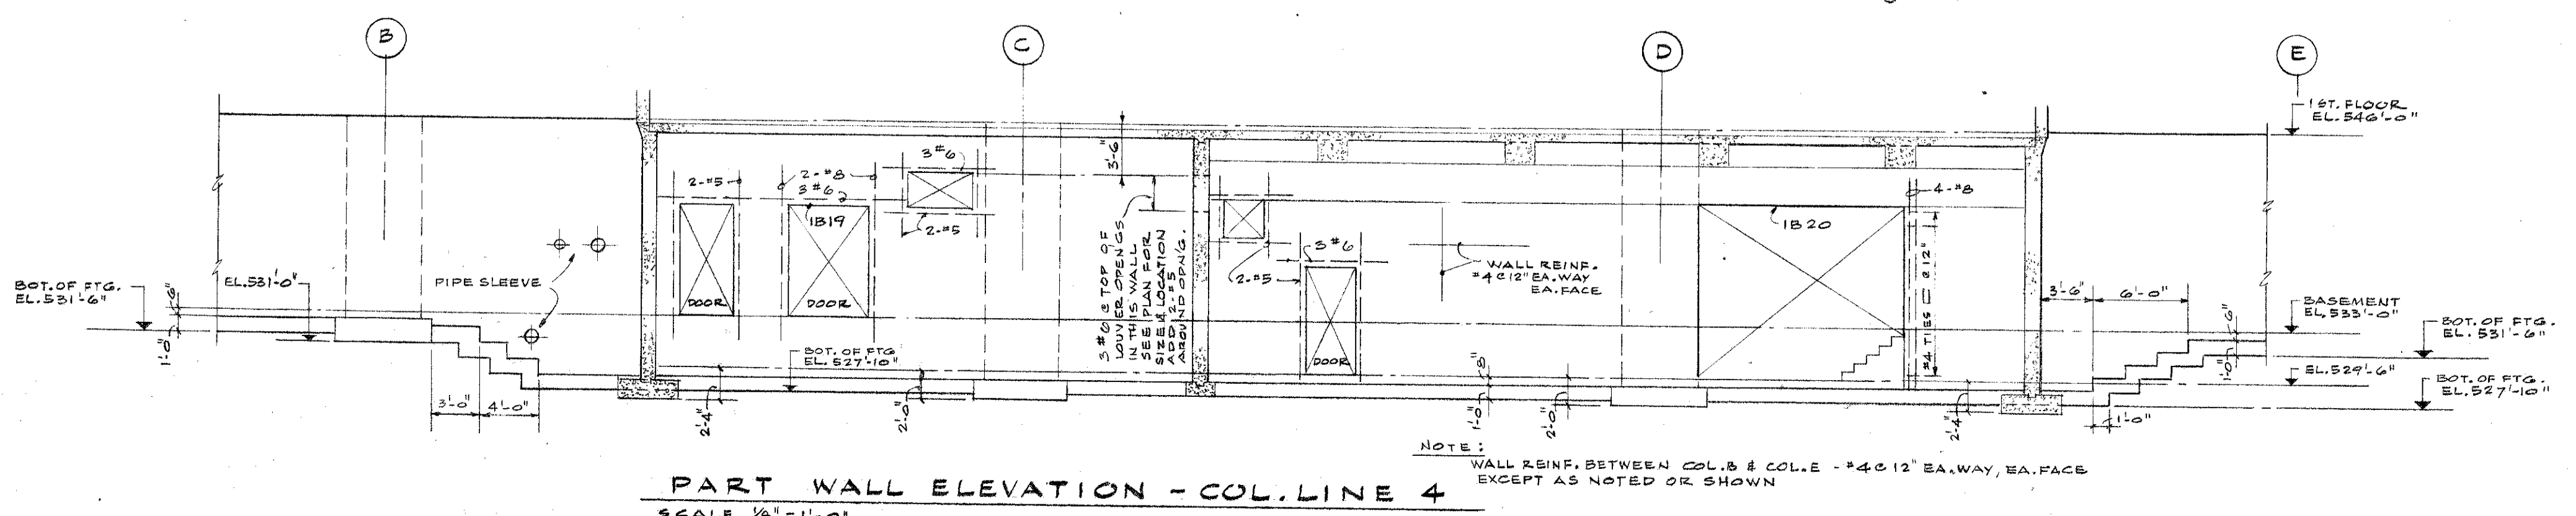 B
C
D
E
1ST. FLOOR
EL. 546'-0"
3'-6"
3 #6
2-#5
2-#8
3 #6
1B19
2-#5
4-#8
1B20
3 #6 @ TOP OF
LOUVER OPENINGS
IN THIS WALL
SEE PLAN FOR
SIZE & LOCATION
ADD 2-#5
AROUND OPNG.
3 #6
2-#5
WALL REINF.
#4@12" EA. WAY
EA. FACE
#4 TIES @ 12"
PIPE SLEEVE
BOT. OF FTG.
EL. 531'-6"
EL. 531'-0"
6"
1'-0"
DOOR
DOOR
DOOR
3'-6"
6'-0"
6"
1'-0"
BASEMENT
EL. 533'-0"
BOT. OF FTG.
EL. 531'-6"
EL. 529'-6"
BOT. OF FTG.
EL. 527'-10"
BOT. OF FTG
EL. 527'-10"
3'-0"
4'-0"
2'-4"
2'-0"
8"
1'-0"
2'-0"
2'-4"
1'-0"
NOTE:
WALL REINF. BETWEEN COL. B & COL. E - #4@12" EA. WAY, EA. FACE
EXCEPT AS NOTED OR SHOWN
PART WALL ELEVATION - COL. LINE 4
SCALE